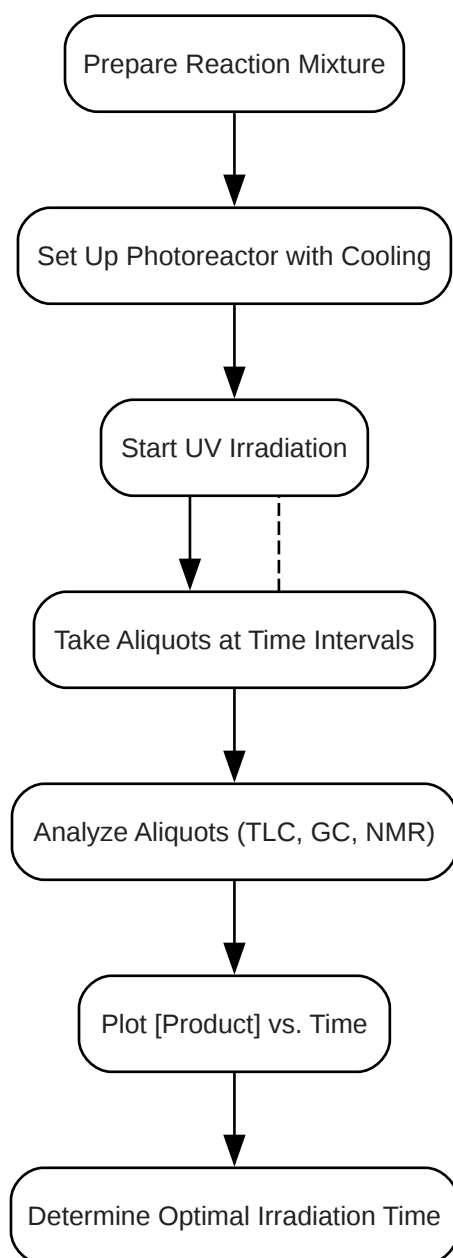 Prepare Reaction Mixture
Set Up Photoreactor with Cooling
Start UV Irradiation
Take Aliquots at Time Intervals
Analyze Aliquots (TLC, GC, NMR)
Plot [Product] vs. Time
Determine Optimal Irradiation Time